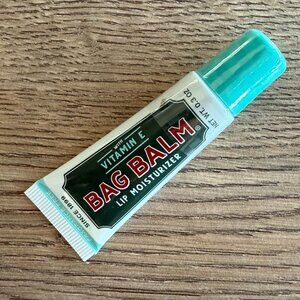 WITH
VITAMIN E
BAG BALM®
LIP MOISTURIZER
SINCE 1899
NET WT. 0.3 OZ